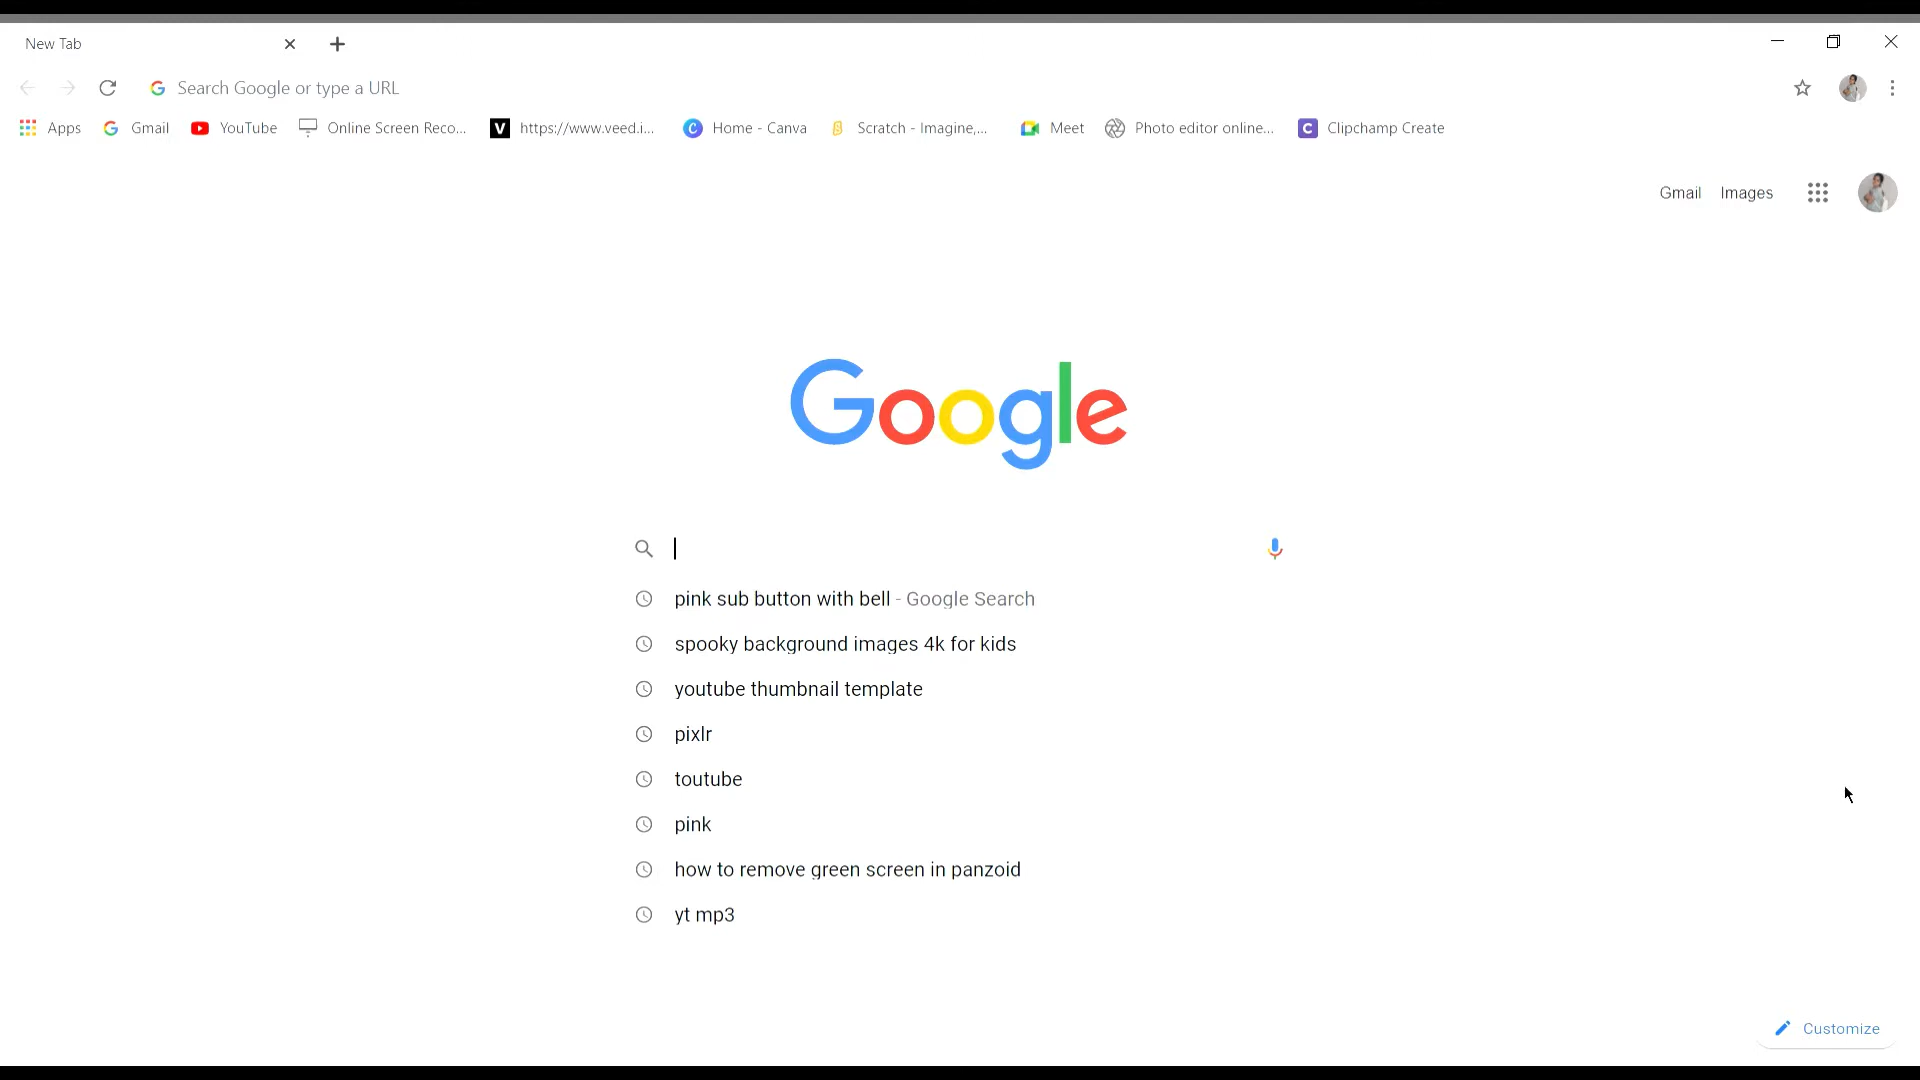 New Tab
Search Google or type a URL
Apps Gmail YouTube Online Screen Reco... V https://www.veed.i... Home - Canva Scratch - Imagine,... Meet Photo editor online... C Clipchamp Create
Gmail Images
Google
pink sub button with bell - Google Search
spooky background images 4k for kids
youtube thumbnail template
pixlr
toutube
pink
how to remove green screen in panzoid
yt mp3
Customize